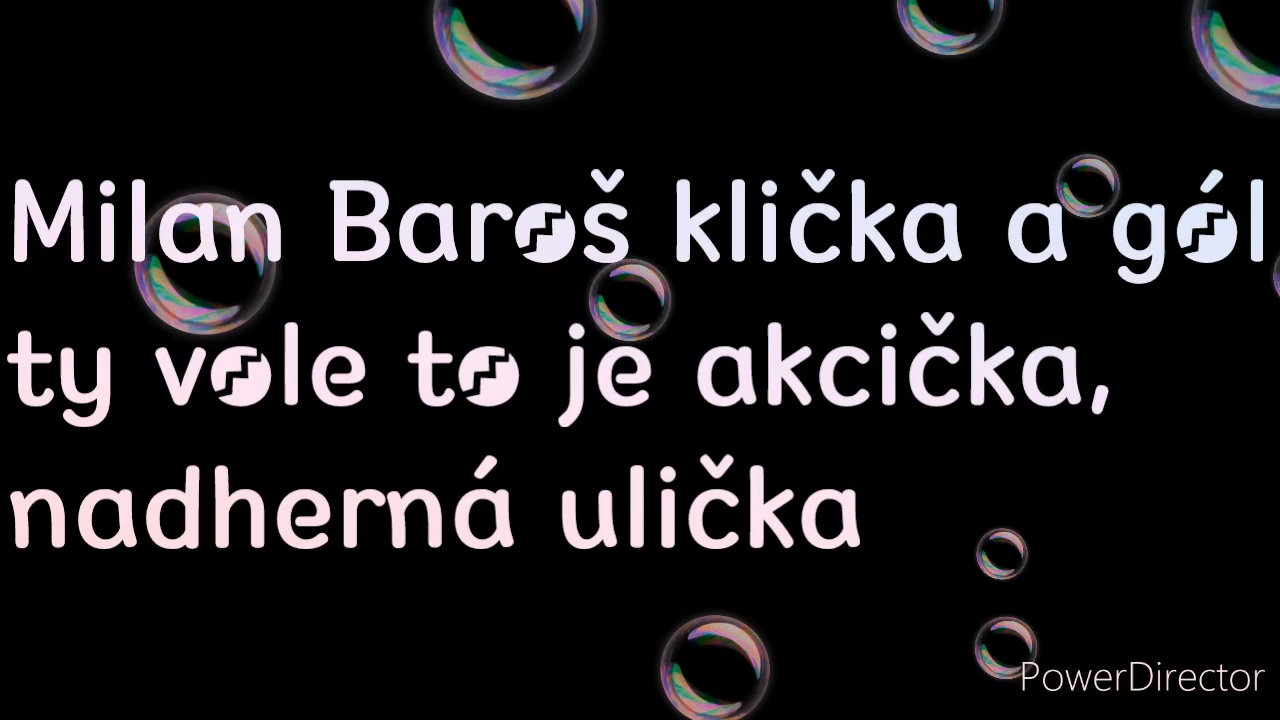 Milan Baroš klička a gól
ty vole to je akcička,
nadherná ulička
PowerDirector